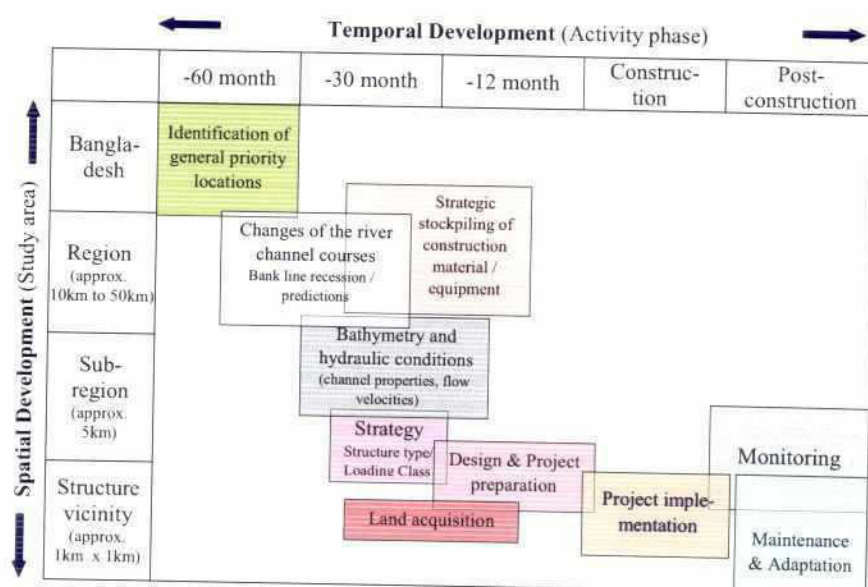 Temporal Development (Activity phase)
-60 month
-30 month
-12 month
Construc-
tion
Post-
construction
Spatial Development (Study area)
Bangla-
desh
Identification of
general priority
locations
Region
(approx.
10km to 50km)
Changes of the river
channel courses
Bank line recession /
predictions
Strategic
stockpiling of
construction
material /
equipment
Sub-
region
(approx.
5km)
Bathymetry and
hydraulic conditions
(channel properties, flow
velocities)
Strategy
Structure type/
Loading Class
Design & Project
preparation
Monitoring
Structure
vicinity
(approx.
1km x 1km)
Land acquisition
Project imple-
mentation
Maintenance
& Adaptation